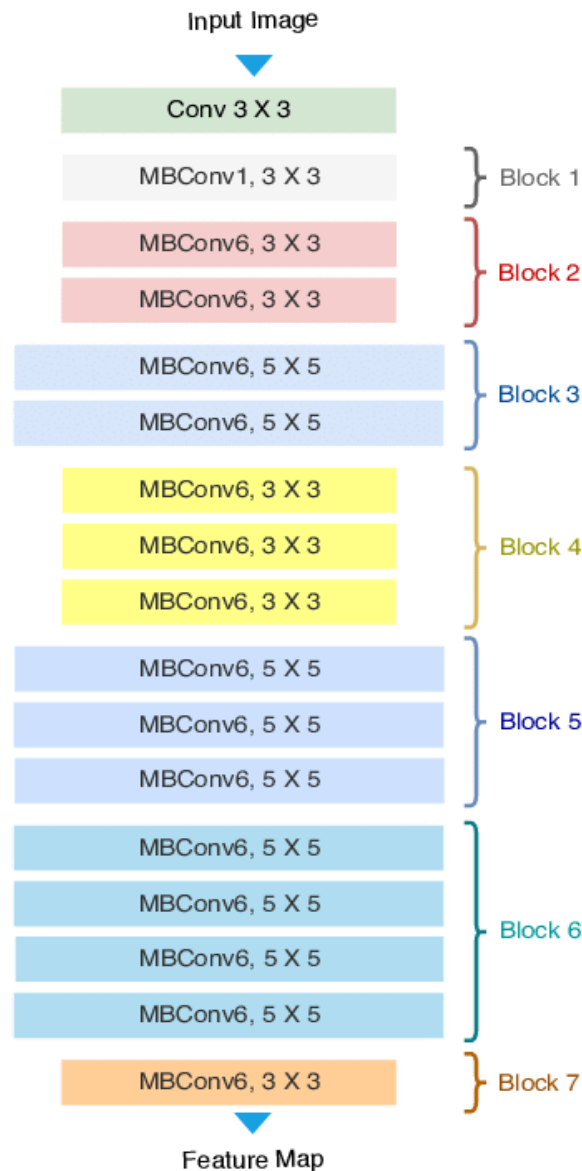 Input Image
Conv 3 X 3
MBConv1, 3 X 3
Block 1
MBConv6, 3 X 3
MBConv6, 3 X 3
Block 2
MBConv6, 5 X 5
MBConv6, 5 X 5
Block 3
MBConv6, 3 X 3
MBConv6, 3 X 3
MBConv6, 3 X 3
Block 4
MBConv6, 5 X 5
MBConv6, 5 X 5
MBConv6, 5 X 5
Block 5
MBConv6, 5 X 5
MBConv6, 5 X 5
MBConv6, 5 X 5
MBConv6, 5 X 5
Block 6
MBConv6, 3 X 3
Block 7
Feature Map